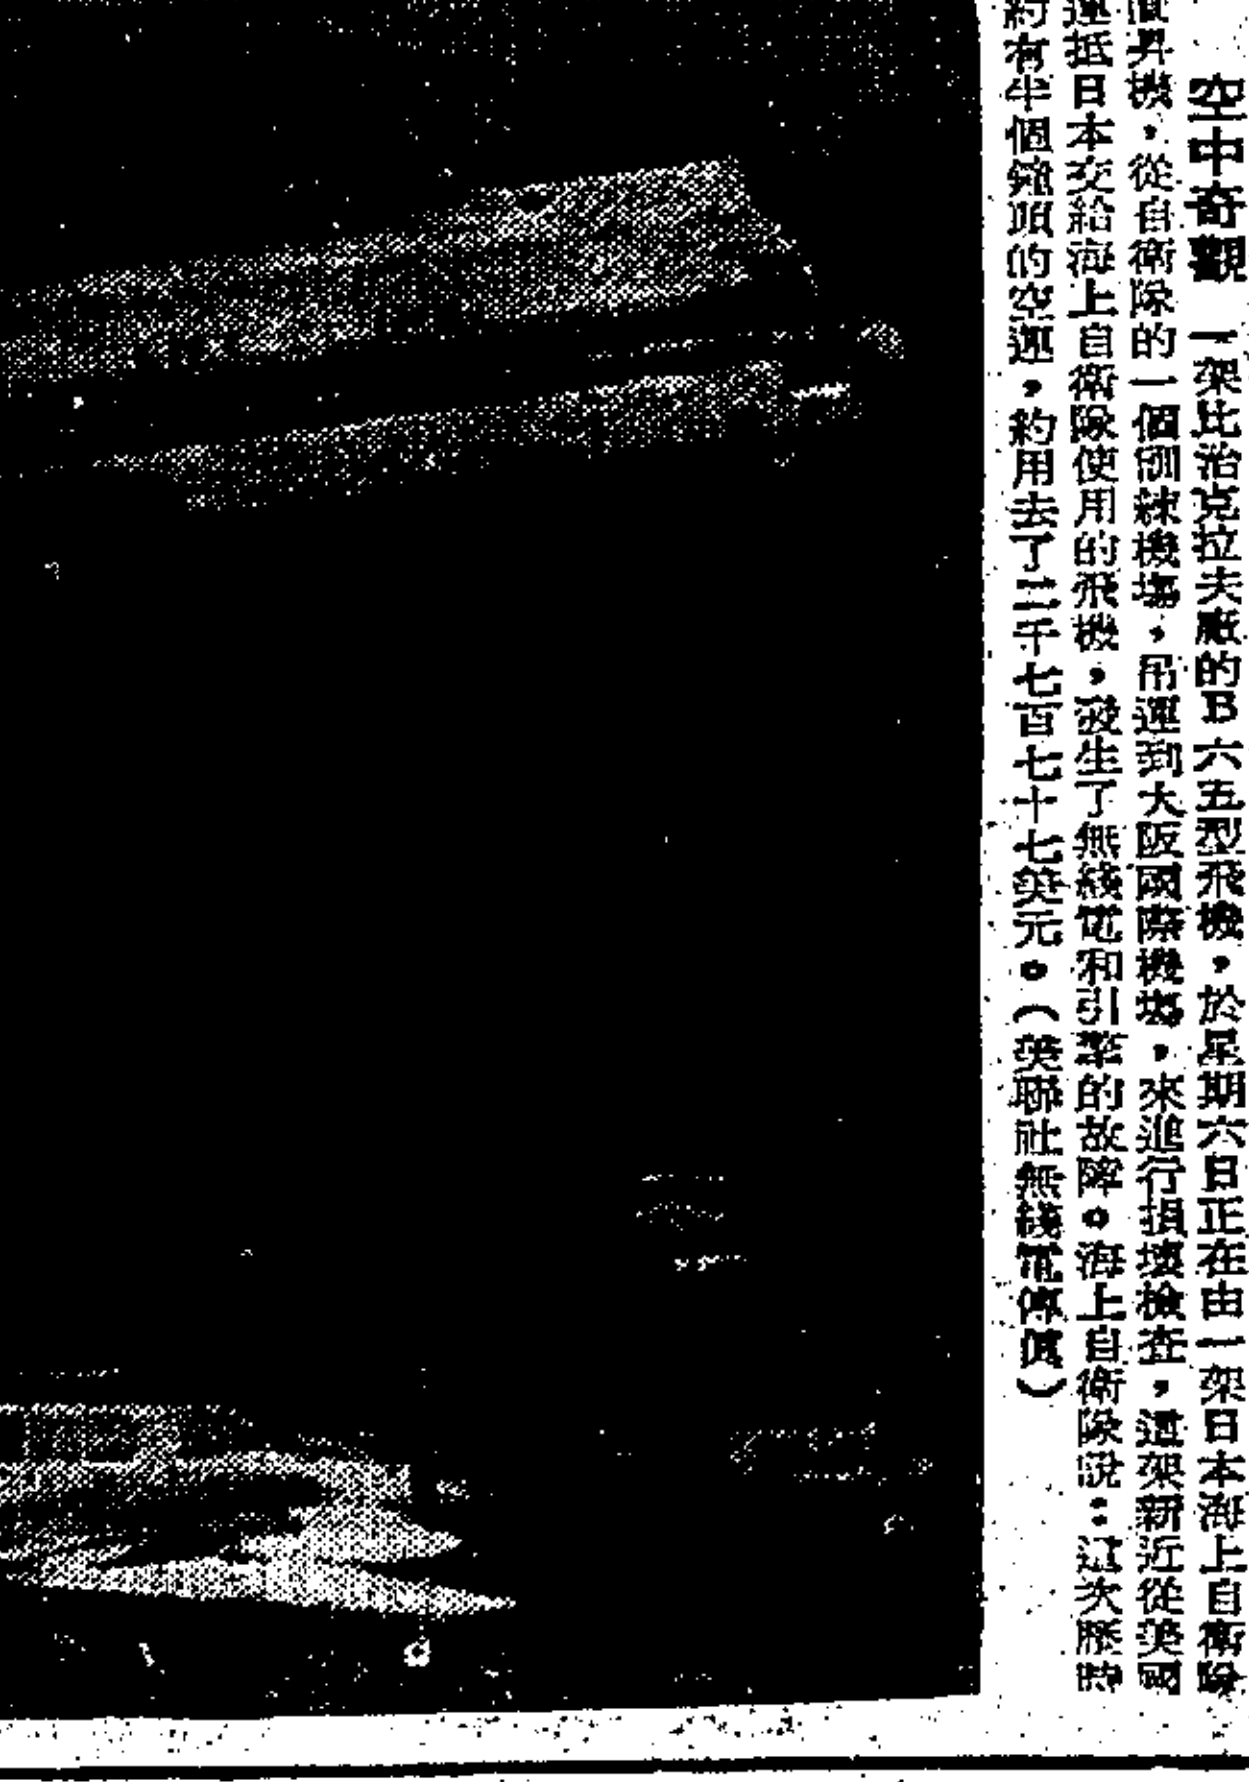 空中奇觀 一架比治克拉夫廠的B六五型飛機，於星期六日正在由一架日本海上自衛隊
直昇機，從自衛隊的一個訓練機場，吊運到大阪國際機場，來進行損壞檢查，這架新近從美國
運抵日本交給海上自衛隊使用的飛機，發生了無綫電和引擎的故障。海上自衛隊說：這次歷時
約有半個鐘頭的空運，約用去了二千七百七十七美元。（美聯社無綫電傳眞）